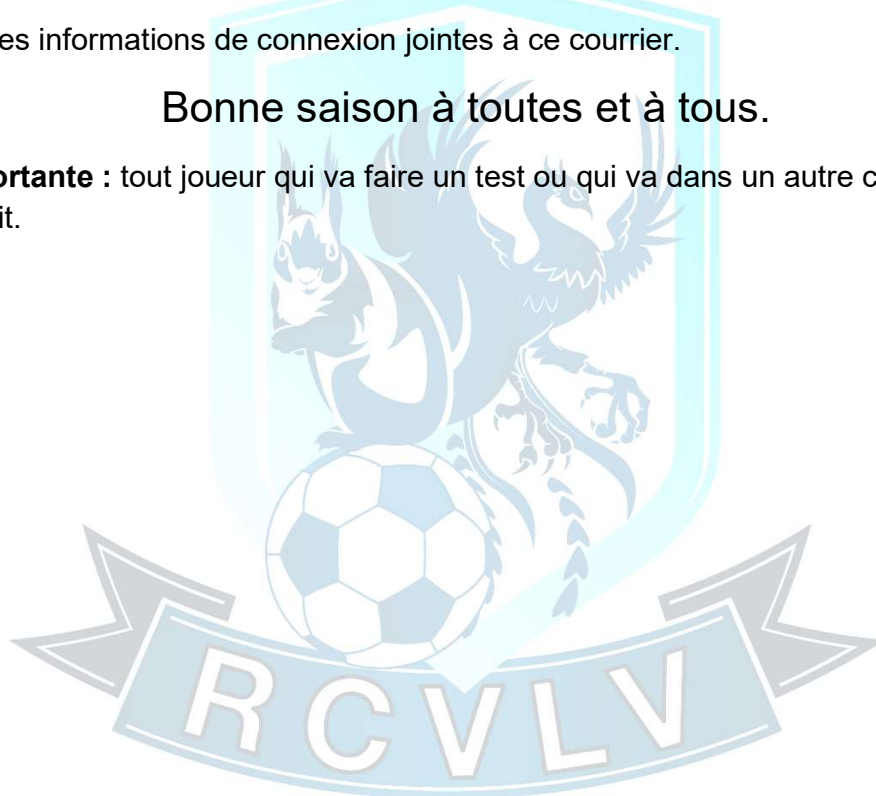 es informations de connexion jointes à ce courrier.
Bonne saison à toutes et à tous.
ortante : tout joueur qui va faire un test ou qui va dans un autre c
it.
RCVLV